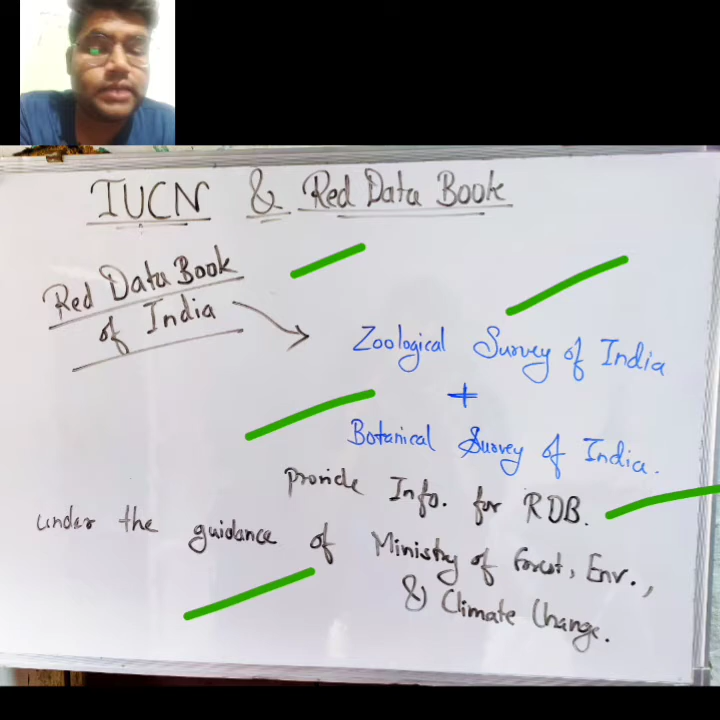 IUCN & Red Data Book
Red Data Book
of India
Zoological Survey of India
+
Botanical Survey of India.
Provide Info. for RDB.
under the guidance of Ministry of Forest, Env.,
& Climate Change.